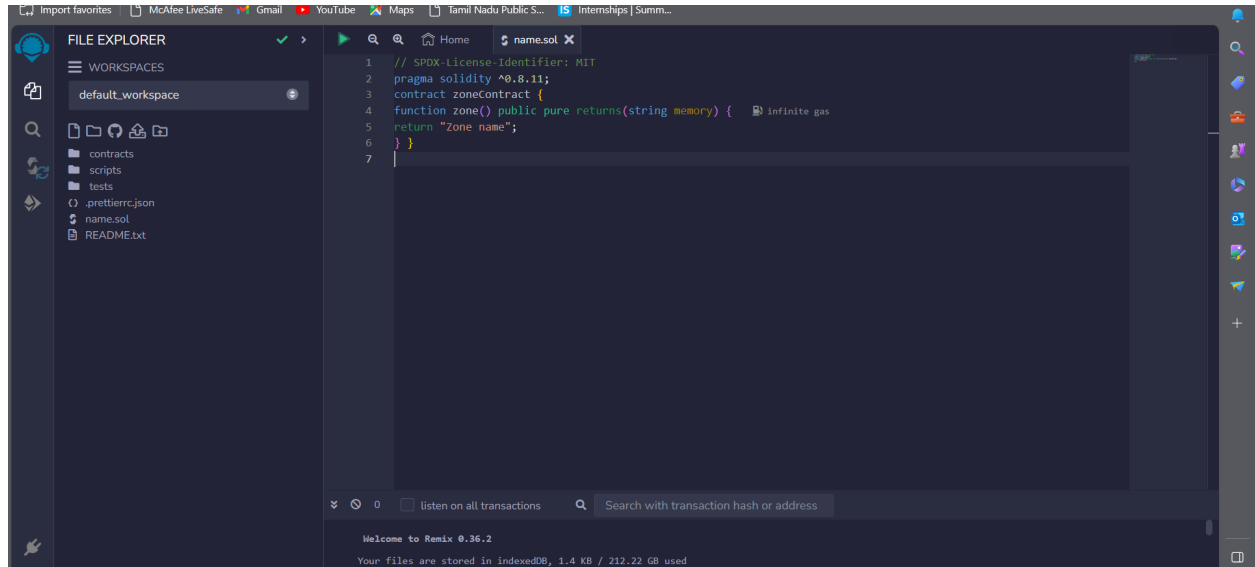 Import favorites McAfee LiveSafe Gmail YouTube Maps Tamil Nadu Public S... IS Internships | Summ...
FILE EXPLORER
WORKSPACES
default_workspace
contracts
scripts
tests
.prettierrc.json
name.sol
README.txt
Home name.sol
1 // SPDX-License-Identifier: MIT
2 pragma solidity ^0.8.11;
3 contract zoneContract {
4 function zone() public pure returns(string memory) { infinite gas
5 return "Zone name";
6 } }
7
0 listen on all transactions Search with transaction hash or address
Welcome to Remix 0.36.2
Your files are stored in indexedDB, 1.4 KB / 212.22 GB used